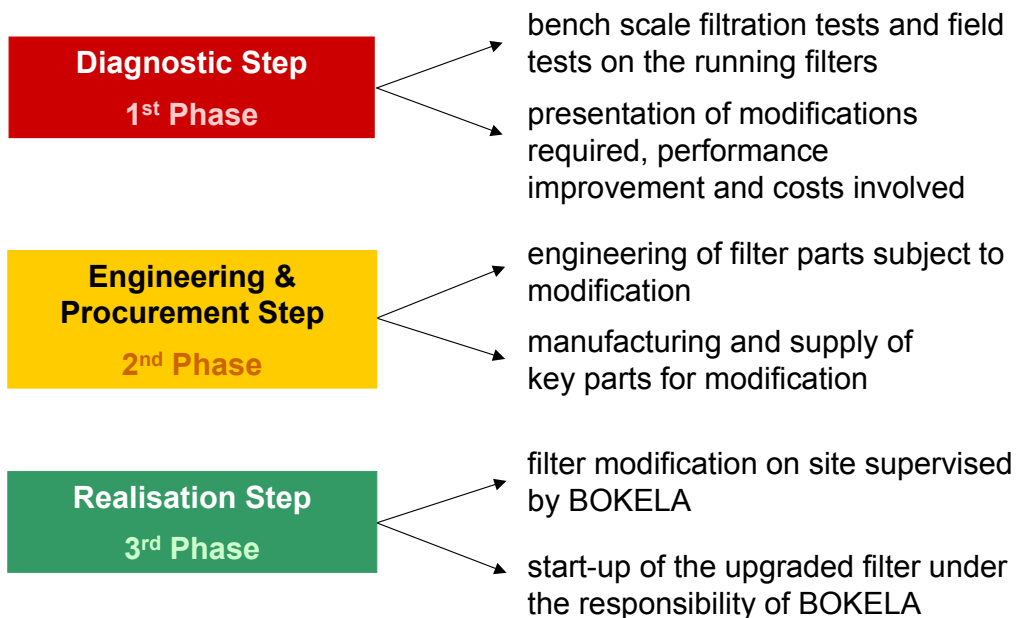 Diagnostic Step
1st Phase
bench scale filtration tests and field
tests on the running filters
presentation of modifications
required, performance
improvement and costs involved
Engineering &
Procurement Step
2nd Phase
engineering of filter parts subject to
modification
manufacturing and supply of
key parts for modification
Realisation Step
3rd Phase
filter modification on site supervised
by BOKELA
start-up of the upgraded filter under
the responsibility of BOKELA